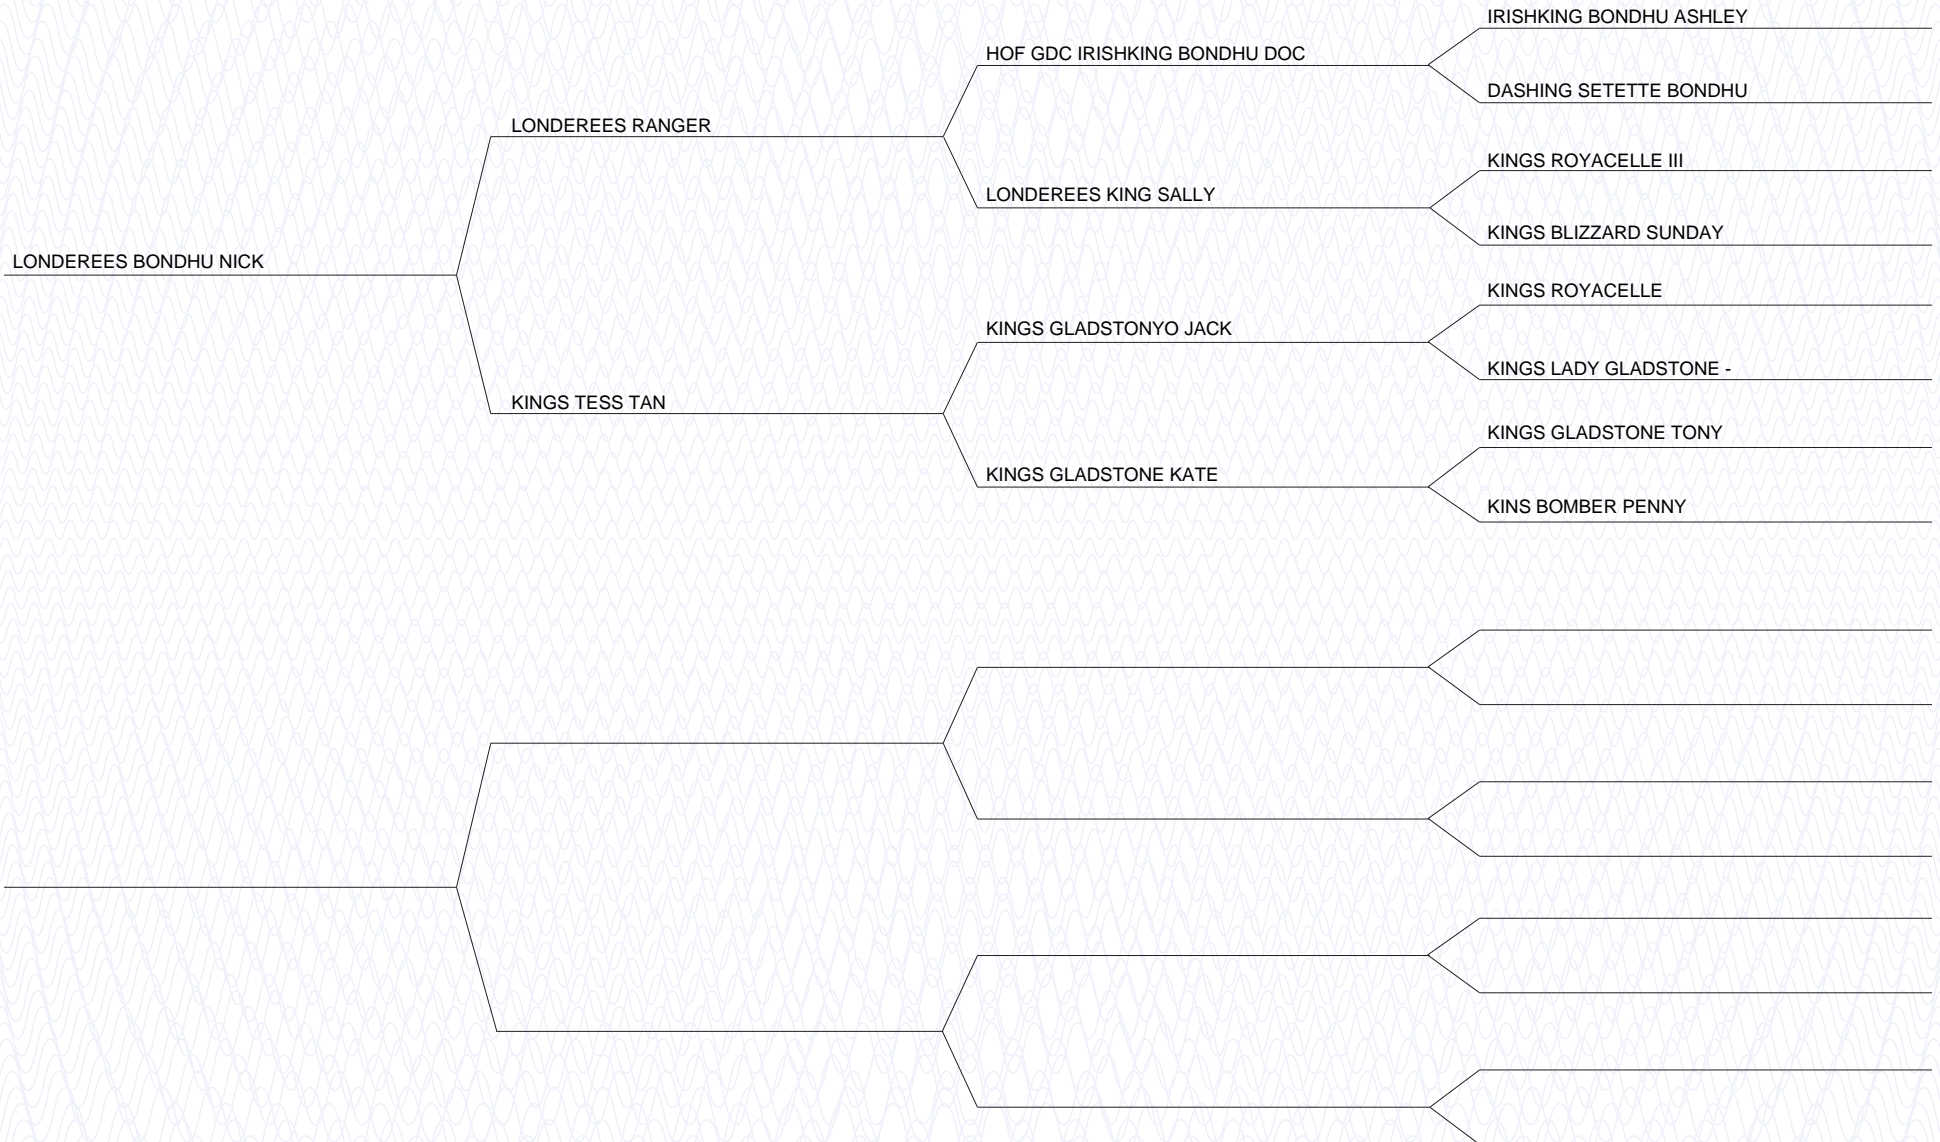 IRISHKING BONDHU ASHLEY
HOF GDC IRISHKING BONDHU DOC
DASHING SETETTE BONDHU
LONDEREES RANGER
KINGS ROYACELLE III
LONDEREES KING SALLY
KINGS BLIZZARD SUNDAY
LONDEREES BONDHU NICK
KINGS ROYACELLE
KINGS GLADSTONYO JACK
KINGS LADY GLADSTONE -
KINGS TESS TAN
KINGS GLADSTONE TONY
KINGS GLADSTONE KATE
KINS BOMBER PENNY